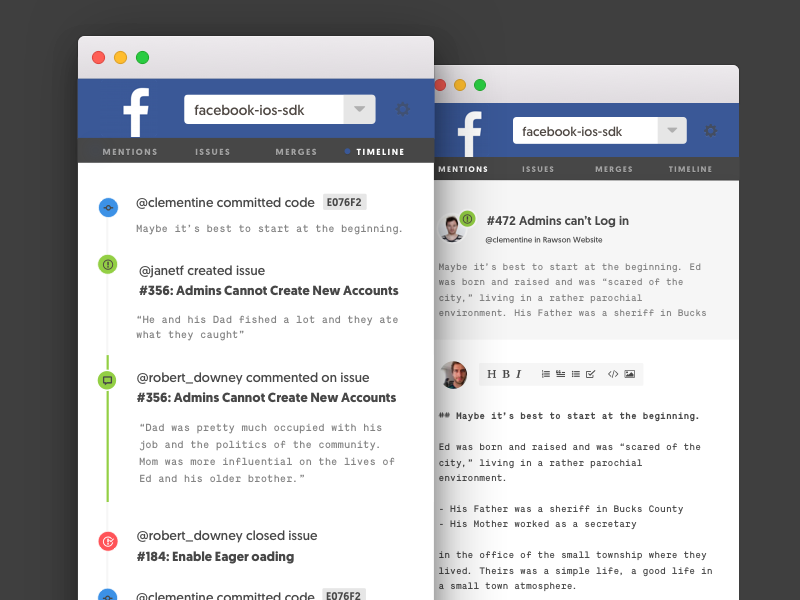 facebook-ios-sdk
MENTIONS ISSUES MERGES TIMELINE
@clementine committed code E076F2
Maybe it's best to start at the beginning.
@janetf created issue
#356: Admins Cannot Create New Accounts
“He and his Dad fished a lot and they ate
what they caught”
@robert_downey commented on issue
#356: Admins Cannot Create New Accounts
“Dad was pretty much occupied with his
job and the politics of the community.
Mom was more influential on the lives of
Ed and his older brother.”
@robert_downey closed issue
#184: Enable Eager oading
@clementine committed code E076F2
facebook-ios-sdk
MENTIONS ISSUES MERGES TIMELINE
#472 Admins can't Log in
@clementine in Rawson Website
Maybe it's best to start at the beginning. Ed
was born and raised and was “scared of the
city,” living in a rather parochial
environment. His Father was a sheriff in Bucks
H B I
## Maybe it's best to start at the beginning.
Ed was born and raised and was “scared of the
city,” living in a rather parochial
environment.
- His Father was a sheriff in Bucks County
- His Mother worked as a secretary
in the office of the small township where they
lived. Theirs was a simple life, a good life in
a small town atmosphere.